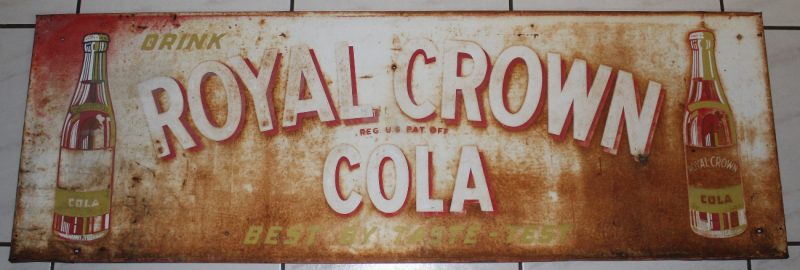 DRINK
ROYAL CROWN
REG. U.S. PAT. OFF.
COLA
BEST BY TASTE-TEST
COLA
ROYAL CROWN
COLA